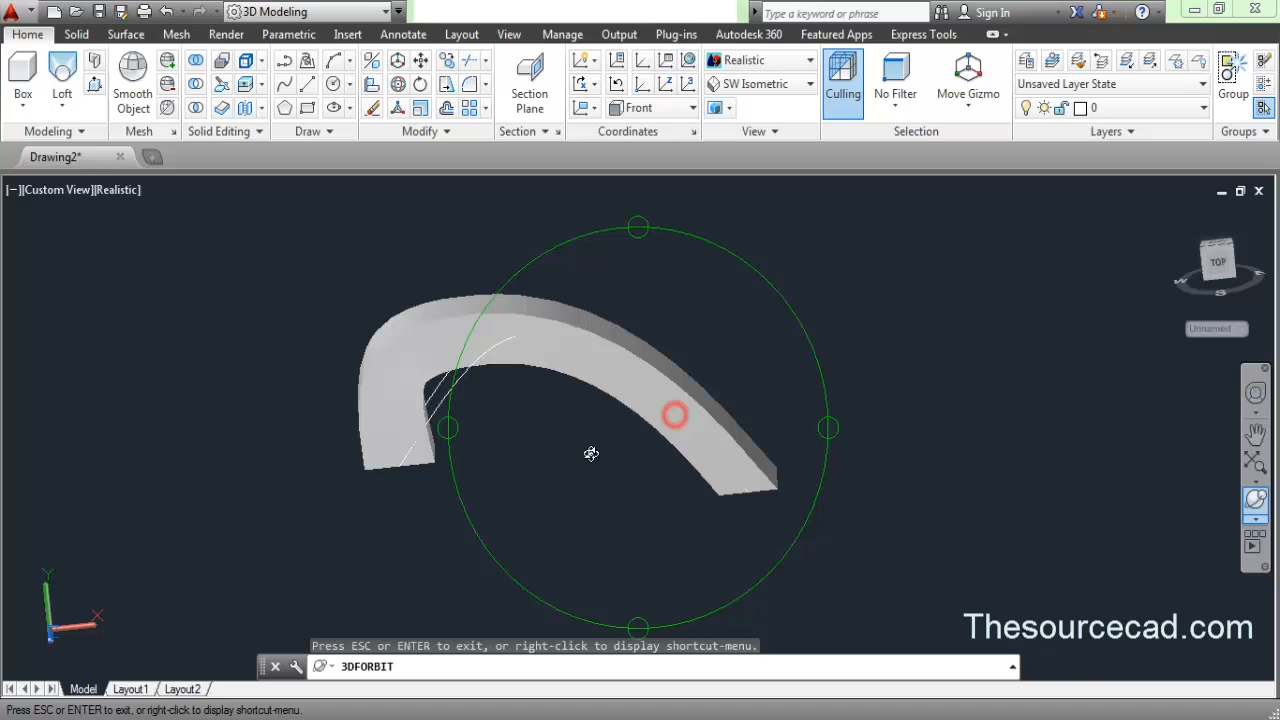 3D Modeling
Type a keyword or phrase
Sign In
Home Solid Surface Mesh Render Parametric Insert Annotate Layout View Manage Output Plug-ins Autodesk 360 Featured Apps Express Tools
Box
Loft
Smooth
Object
Section
Plane
Front
Realistic
SW Isometric
Culling
No Filter
Move Gizmo
Unsaved Layer State
0
Group
Modeling Mesh Solid Editing Draw Modify Section Coordinates View Selection Layers Groups
Drawing2*
[−][Custom View][Realistic]
TOP
W
S
E
Unnamed
Y
X
Thesourcecad.com
Press ESC or ENTER to exit, or right-click to display shortcut-menu.
3DFORBIT
Model Layout1 Layout2
Press ESC or ENTER to exit, or right-click to display shortcut-menu.